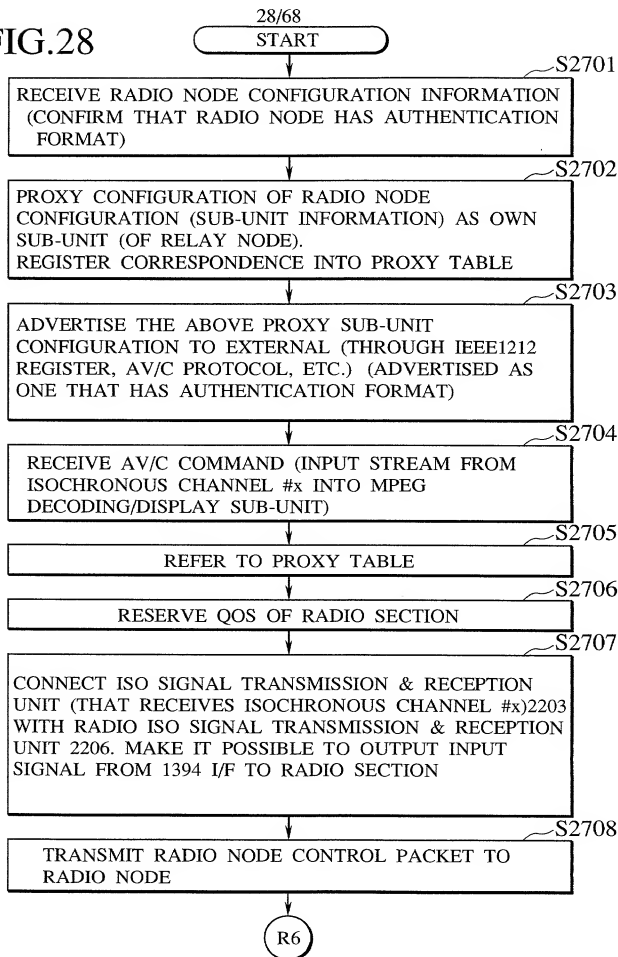 28/68
FIG.28
START
S2701
RECEIVE RADIO NODE CONFIGURATION INFORMATION
(CONFIRM THAT RADIO NODE HAS AUTHENTICATION
FORMAT)
S2702
PROXY CONFIGURATION OF RADIO NODE
CONFIGURATION (SUB-UNIT INFORMATION) AS OWN
SUB-UNIT (OF RELAY NODE).
REGISTER CORRESPONDENCE INTO PROXY TABLE
S2703
ADVERTISE THE ABOVE PROXY SUB-UNIT
CONFIGURATION TO EXTERNAL (THROUGH IEEE1212
REGISTER, AV/C PROTOCOL, ETC.) (ADVERTISED AS
ONE THAT HAS AUTHENTICATION FORMAT)
S2704
RECEIVE AV/C COMMAND (INPUT STREAM FROM
ISOCHRONOUS CHANNEL #x INTO MPEG
DECODING/DISPLAY SUB-UNIT)
S2705
REFER TO PROXY TABLE
S2706
RESERVE QOS OF RADIO SECTION
S2707
CONNECT ISO SIGNAL TRANSMISSION & RECEPTION
UNIT (THAT RECEIVES ISOCHRONOUS CHANNEL #x)2203
WITH RADIO ISO SIGNAL TRANSMISSION & RECEPTION
UNIT 2206. MAKE IT POSSIBLE TO OUTPUT INPUT
SIGNAL FROM 1394 I/F TO RADIO SECTION
S2708
TRANSMIT RADIO NODE CONTROL PACKET TO
RADIO NODE
R6